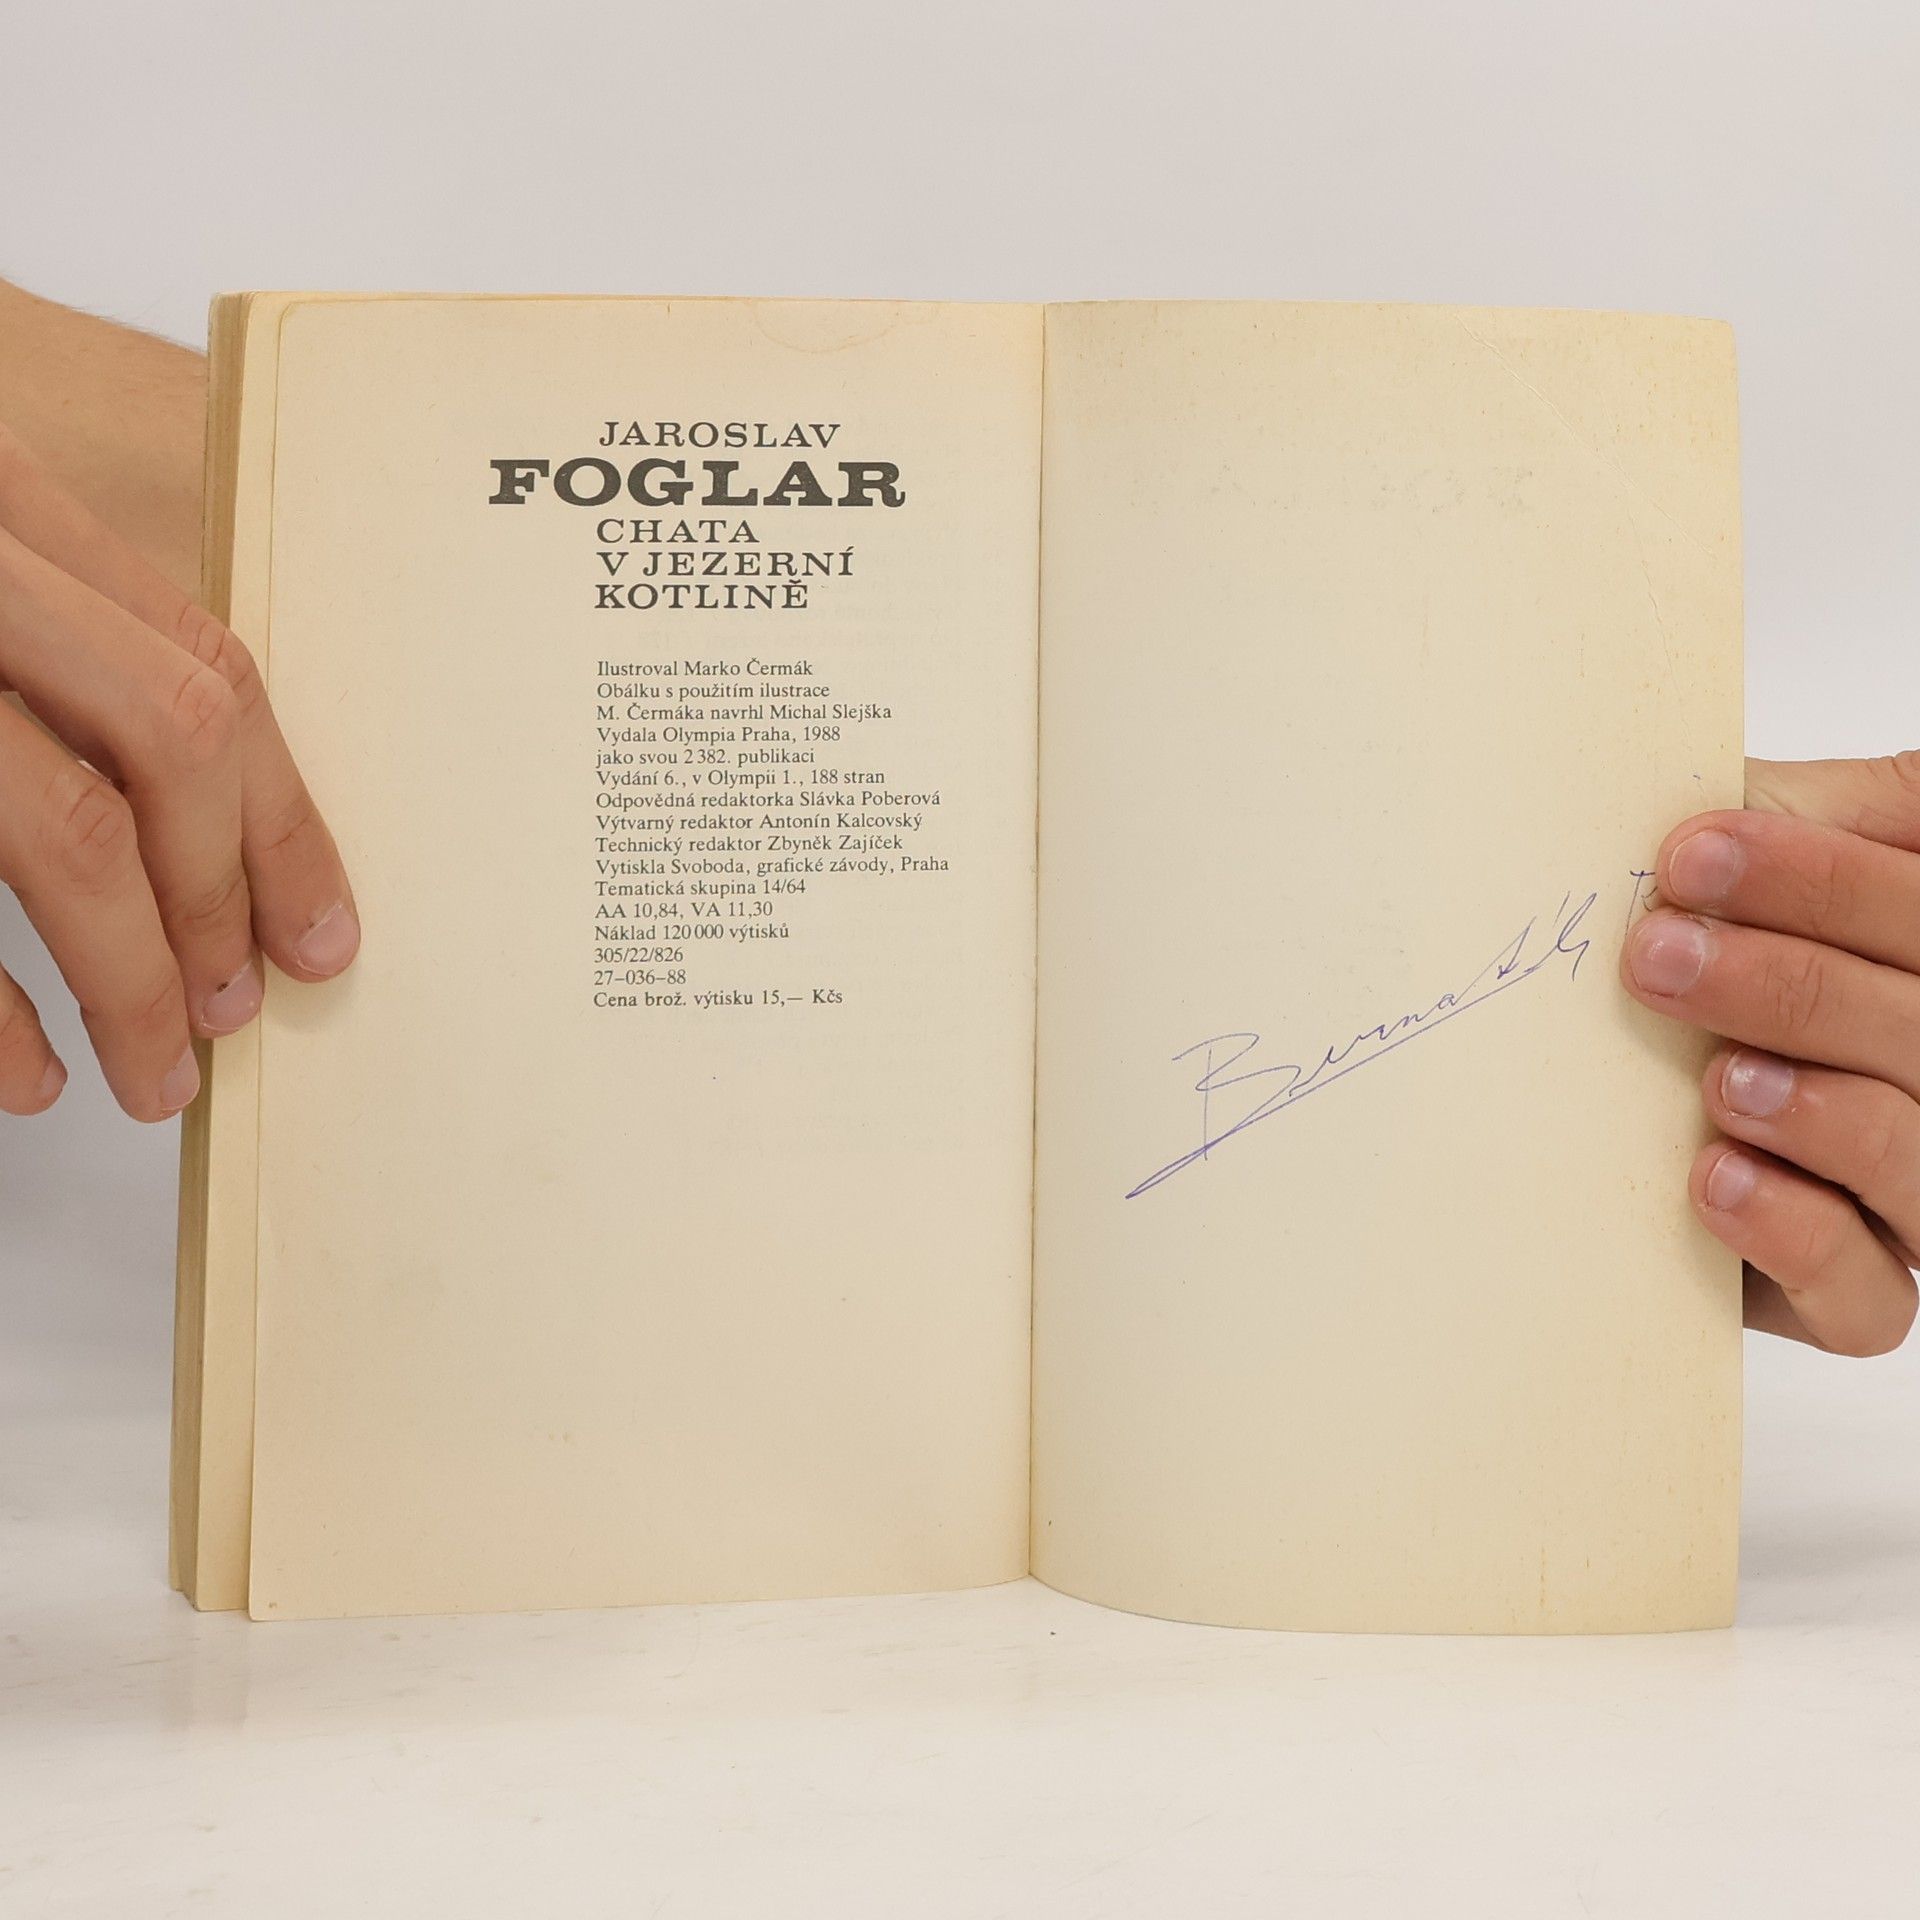 JAROSLAV
FOGLAR
CHATA
V JEZERNÍ
KOTLINĚ
Ilustroval Marko Čermák
Obálku s použitím ilustrace
M. Čermáka navrhl Michal Slejška
Vydala Olympia Praha, 1988
jako svou 2 382. publikaci
Vydání 6., v Olympii 1., 188 stran
Odpovědná redaktorka Slávka Poberová
Výtvarný redaktor Antonín Kalcovský
Technický redaktor Zbyněk Zajíček
Vytiskla Svoboda, grafické závody, Praha
Tematická skupina 14/64
AA 10,84, VA 11,30
Náklad 120 000 výtisků
305/22/826
27–036–88
Cena brož. výtisku 15,— Kčs